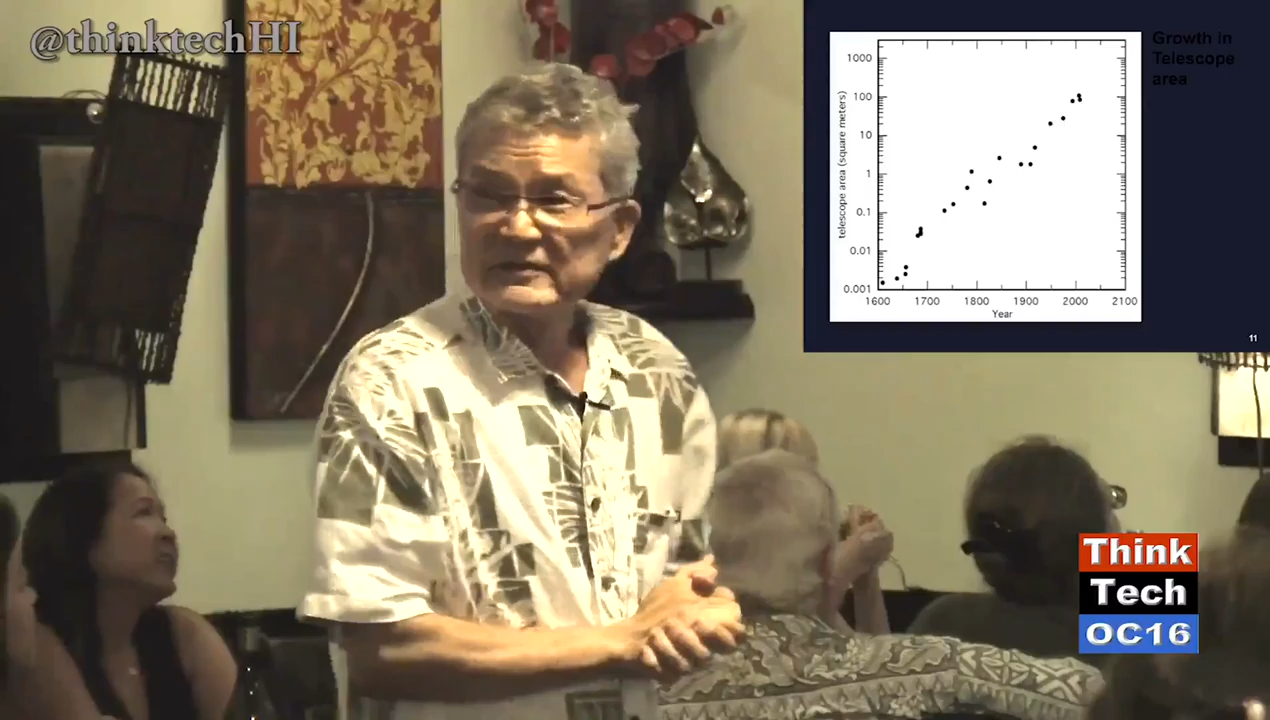 @thinktechHI
Growth in
Telescope
area
telescope area (square meters)
1000
100
10
1
0.1
0.01
0.001
1600
1700
1800
1900
2000
2100
Year
11
Think
Tech
OC16